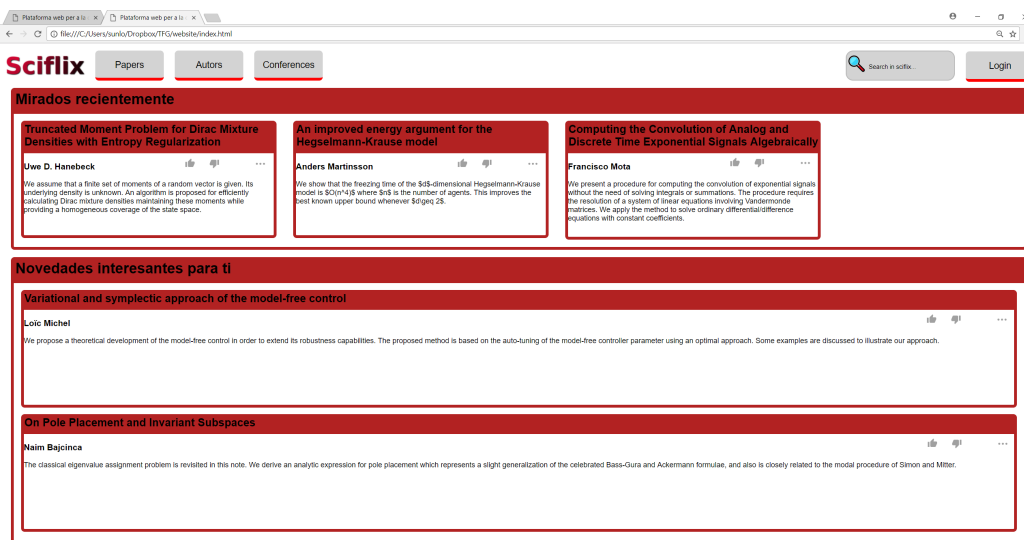 Plataforma web per a la
Plataforma web per a la
file:///C:/Users/sunlo/Dropbox/TFG/website/index.html
Sciflix
Papers
Autors
Conferences
Search in sciflix...
Login
Mirados recientemente
Truncated Moment Problem for Dirac Mixture
Densities with Entropy Regularization
Uwe D. Hanebeck
We assume that a finite set of moments of a random vector is given. Its
underlying density is unknown. An algorithm is proposed for efficiently
calculating Dirac mixture densities maintaining these moments while
providing a homogeneous coverage of the state space.
An improved energy argument for the
Hegselmann-Krause model
Anders Martinsson
We show that the freezing time of the $d$-dimensional Hegselmann-Krause
model is $O(n^4)$ where $n$ is the number of agents. This improves the
best known upper bound whenever $d\geq 2$.
Computing the Convolution of Analog and
Discrete Time Exponential Signals Algebraically
Francisco Mota
We present a procedure for computing the convolution of exponential signals
without the need of solving integrals or summations. The procedure requires
the resolution of a system of linear equations involving Vandermonde
matrices. We apply the method to solve ordinary differential/difference
equations with constant coefficients.
Novedades interesantes para ti
Variational and symplectic approach of the model-free control
Loïc Michel
We propose a theoretical development of the model-free control in order to extend its robustness capabilities. The proposed method is based on the auto-tuning of the model-free controller parameter using an optimal approach. Some examples are discussed to illustrate our approach.
On Pole Placement and Invariant Subspaces
Naim Bajcinca
The classical eigenvalue assignment problem is revisited in this note. We derive an analytic expression for pole placement which represents a slight generalization of the celebrated Bass-Gura and Ackermann formulae, and also is closely related to the modal procedure of Simon and Mitter.